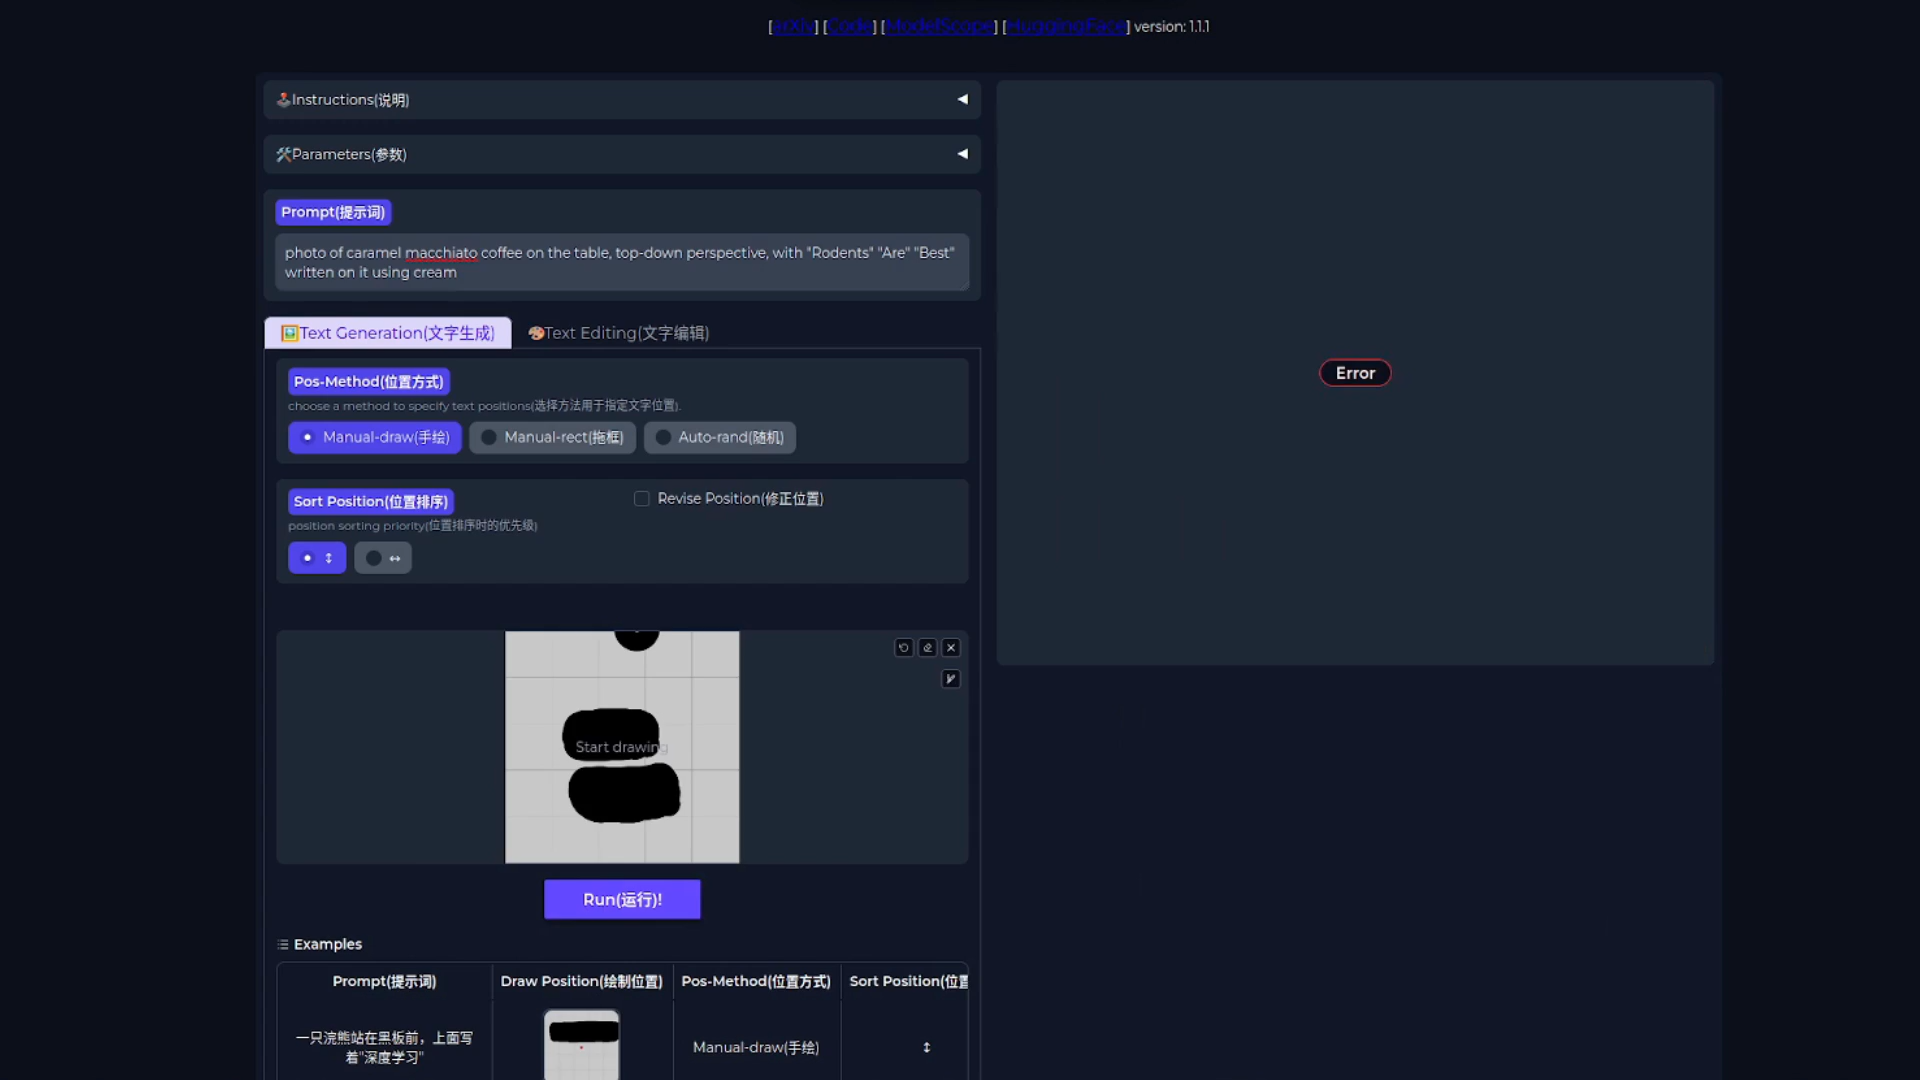 [arXiv] [Code] [ModelScope] [HuggingFace] version: 1.1.1
🕹️Instructions(说明)
🛠️Parameters(参数)
Prompt(提示词)
photo of caramel macchiato coffee on the table, top-down perspective, with "Rodents" "Are" "Best"
written on it using cream
🖼️Text Generation(文字生成)
🎨Text Editing(文字编辑)
Pos-Method(位置方式)
choose a method to specify text positions(选择方法用于指定文字位置).
Manual-draw(手绘)
Manual-rect(拖框)
Auto-rand(随机)
Sort Position(位置排序)
Revise Position(修正位置)
position sorting priority(位置排序时的优先级)
↕
↔
Start drawing
Run(运行)!
Examples
Prompt(提示词)
Draw Position(绘制位置)
Pos-Method(位置方式)
Sort Position(位置
一只浣熊站在黑板前，上面写
着"深度学习"
Manual-draw(手绘)
↕
Error